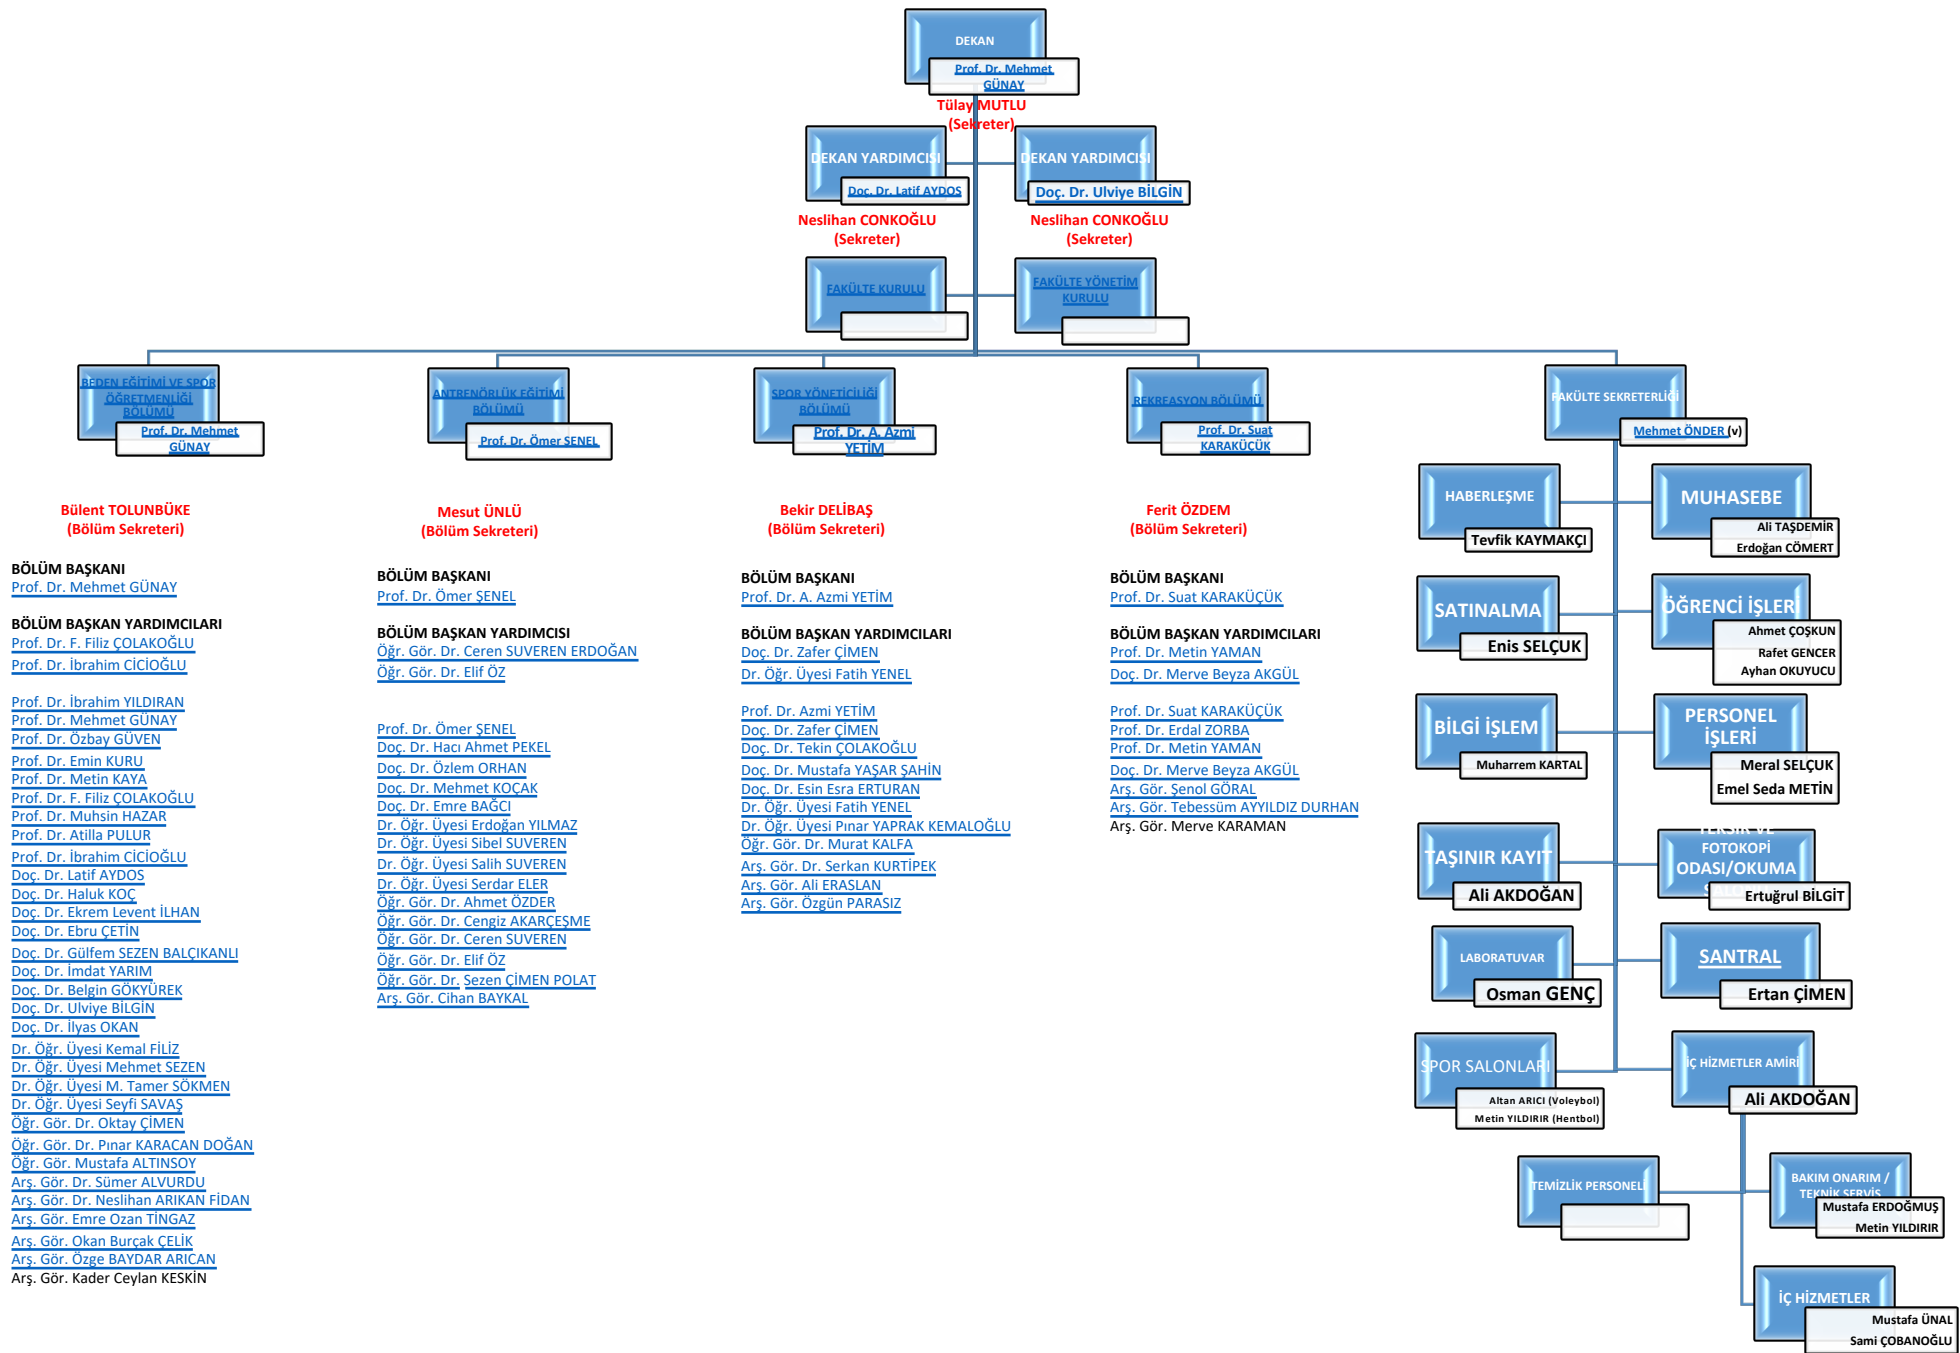 DEKAN
Prof. Dr. Mehmet
GÜNAY
Tülay MUTLU
(Sekreter)
DEKAN YARDIMCISI
Doç. Dr. Latif AYDOS
DEKAN YARDIMCISI
Doç. Dr. Ulviye BİLGİN
Neslihan CONKOĞLU
(Sekreter)
Neslihan CONKOĞLU
(Sekreter)
FAKÜLTE KURULU
FAKÜLTE YÖNETİM
KURULU
BEDEN EĞİTİMİ VE SPOR
ÖĞRETMENLİĞİ
BÖLÜMÜ
Prof. Dr. Mehmet
GÜNAY
ANTRENÖRLÜK EĞİTİMİ
BÖLÜMÜ
Prof. Dr. Ömer SENEL
SPOR YÖNETİCİLİĞİ
BÖLÜMÜ
Prof. Dr. A. Azmi
YETİM
REKREASYON BÖLÜMÜ
Prof. Dr. Suat
KARAKÜÇÜK
FAKÜLTE SEKRETERLİĞİ
Mehmet ÖNDER (v)
Bülent TOLUNBÜKE
(Bölüm Sekreteri)
BÖLÜM BAŞKANI
Prof. Dr. Mehmet GÜNAY
BÖLÜM BAŞKAN YARDIMCILARI
Prof. Dr. F. Filiz ÇOLAKOĞLU
Prof. Dr. İbrahim CİCİOĞLU
Prof. Dr. İbrahim YILDIRAN
Prof. Dr. Mehmet GÜNAY
Prof. Dr. Özbay GÜVEN
Prof. Dr. Emin KURU
Prof. Dr. Metin KAYA
Prof. Dr. F. Filiz ÇOLAKOĞLU
Prof. Dr. Muhsin HAZAR
Prof. Dr. Atilla PULUR
Prof. Dr. İbrahim CİCİOĞLU
Doç. Dr. Latif AYDOS
Doç. Dr. Haluk KOÇ
Doç. Dr. Ekrem Levent İLHAN
Doç. Dr. Ebru ÇETİN
Doç. Dr. Gülfem SEZEN BALÇIKANLI
Doç. Dr. İmdat YARIM
Doç. Dr. Belgin GÖKYÜREK
Doç. Dr. Ulviye BİLGİN
Doç. Dr. İlyas OKAN
Dr. Öğr. Üyesi Kemal FİLİZ
Dr. Öğr. Üyesi Mehmet SEZEN
Dr. Öğr. Üyesi M. Tamer SÖKMEN
Dr. Öğr. Üyesi Seyfi SAVAŞ
Öğr. Gör. Dr. Oktay ÇİMEN
Öğr. Gör. Dr. Pınar KARACAN DOĞAN
Öğr. Gör. Mustafa ALTINSOY
Arş. Gör. Dr. Sümer ALVURDU
Arş. Gör. Dr. Neslihan ARIKAN FİDAN
Arş. Gör. Emre Ozan TİNGAZ
Arş. Gör. Okan Burçak ÇELİK
Arş. Gör. Özge BAYDAR ARICAN
Arş. Gör. Kader Ceylan KESKİN
Mesut ÜNLÜ
(Bölüm Sekreteri)
BÖLÜM BAŞKANI
Prof. Dr. Ömer ŞENEL
BÖLÜM BAŞKAN YARDIMCISI
Öğr. Gör. Dr. Ceren SUVEREN ERDOĞAN
Öğr. Gör. Dr. Elif ÖZ
Prof. Dr. Ömer ŞENEL
Doç. Dr. Hacı Ahmet PEKEL
Doç. Dr. Özlem ORHAN
Doç. Dr. Mehmet KOÇAK
Doç. Dr. Emre BAĞCI
Dr. Öğr. Üyesi Erdoğan YILMAZ
Dr. Öğr. Üyesi Sibel SUVEREN
Dr. Öğr. Üyesi Salih SUVEREN
Dr. Öğr. Üyesi Serdar ELER
Öğr. Gör. Dr. Ahmet ÖZDER
Öğr. Gör. Dr. Cengiz AKARÇEŞME
Öğr. Gör. Dr. Ceren SUVEREN
Öğr. Gör. Dr. Elif ÖZ
Öğr. Gör. Dr. Sezen ÇİMEN POLAT
Arş. Gör. Cihan BAYKAL
Bekir DELİBAŞ
(Bölüm Sekreteri)
BÖLÜM BAŞKANI
Prof. Dr. A. Azmi YETİM
BÖLÜM BAŞKAN YARDIMCILARI
Doç. Dr. Zafer ÇİMEN
Dr. Öğr. Üyesi Fatih YENEL
Prof. Dr. Azmi YETİM
Doç. Dr. Zafer ÇİMEN
Doç. Dr. Tekin ÇOLAKOĞLU
Doç. Dr. Mustafa YAŞAR ŞAHİN
Doç. Dr. Esin Esra ERTURAN
Dr. Öğr. Üyesi Fatih YENEL
Dr. Öğr. Üyesi Pınar YAPRAK KEMALOĞLU
Öğr. Gör. Dr. Murat KALFA
Arş. Gör. Dr. Serkan KURTİPEK
Arş. Gör. Ali ERASLAN
Arş. Gör. Özgün PARASIZ
Ferit ÖZDEM
(Bölüm Sekreteri)
BÖLÜM BAŞKANI
Prof. Dr. Suat KARAKÜÇÜK
BÖLÜM BAŞKAN YARDIMCILARI
Prof. Dr. Metin YAMAN
Doç. Dr. Merve Beyza AKGÜL
Prof. Dr. Suat KARAKÜÇÜK
Prof. Dr. Erdal ZORBA
Prof. Dr. Metin YAMAN
Doç. Dr. Merve Beyza AKGÜL
Arş. Gör. Şenol GÖRAL
Arş. Gör. Tebessüm AYYILDIZ DURHAN
Arş. Gör. Merve KARAMAN
HABERLEŞME
Tevfik KAYMAKÇI
MUHASEBE
Ali TAŞDEMİR
Erdoğan CÖMERT
SATINALMA
Enis SELÇUK
ÖĞRENCİ İŞLERİ
Ahmet ÇOŞKUN
Rafet GENCER
Ayhan OKUYUCU
BİLGİ İŞLEM
Muharrem KARTAL
PERSONEL
İŞLERİ
Meral SELÇUK
Emel Seda METİN
TAŞINIR KAYIT
Ali AKDOĞAN
TEKSİR VE
FOTOKOPİ
ODASI/OKUMA
Ertuğrul BİLGİT
LABORATUVAR
Osman GENÇ
SANTRAL
Ertan ÇİMEN
SPOR SALONLARI
Altan ARICI (Voleybol)
Metin YILDIRIR (Hentbol)
İÇ HİZMETLER AMİRİ
Ali AKDOĞAN
TEMİZLİK PERSONELİ
BAKIM ONARIM /
TEKNİK SERVİS
Mustafa ERDOĞMUŞ
Metin YILDIRIR
İÇ HİZMETLER
Mustafa ÜNAL
Sami ÇOBANOĞLU